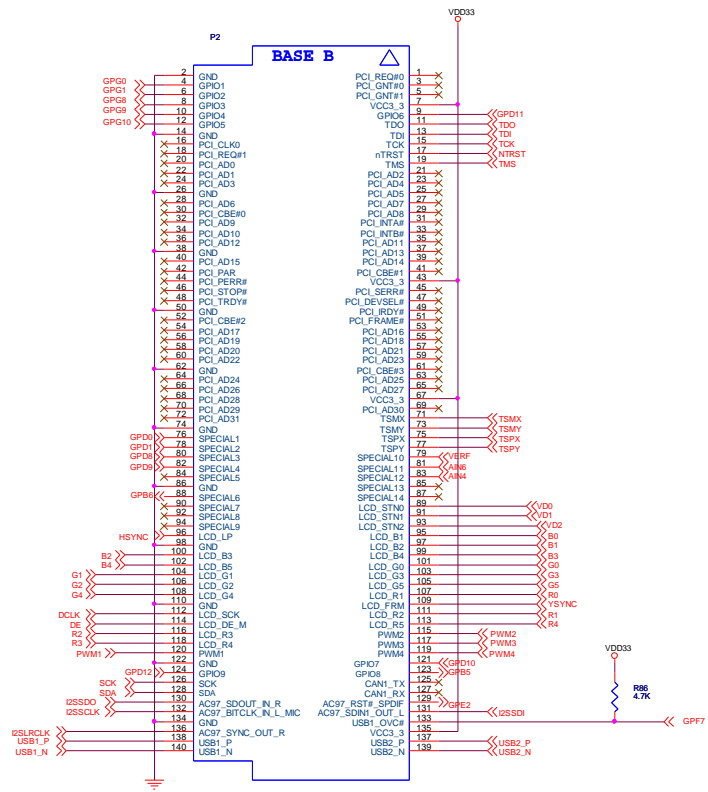 VDD33
P2
BASE B
2 GND PCI_REQ#0 1
GPG0 4 GPIO1 PCI_GNT#0 3
GPG1 6 GPIO2 PCI_GNT#1 5
GPG8 8 GPIO3 VCC3_3 7
GPG9 10 GPIO4 GPIO6 9 GPD11
GPG10 12 GPIO5 TDO 11 TDO
14 GND TDI 13 TDI
16 PCI_CLK0 TCK 15 TCK
18 PCI_REQ#1 nTRST 17 NTRST
20 PCI_AD0 TMS 19 TMS
22 PCI_AD1 PCI_AD2 21
24 PCI_AD3 PCI_AD4 23
26 GND PCI_AD5 25
28 PCI_AD6 PCI_AD7 27
30 PCI_CBE#0 PCI_AD8 29
32 PCI_AD9 PCI_INTA# 31
34 PCI_AD10 PCI_INTB# 33
36 PCI_AD12 PCI_AD11 35
38 GND PCI_AD13 37
40 PCI_AD15 PCI_AD14 39
42 PCI_PAR PCI_CBE#1 41
44 PCI_PERR# VCC3_3 43
46 PCI_STOP# PCI_SERR# 45
48 PCI_TRDY# PCI_DEVSEL# 47
50 GND PCI_IRDY# 49
52 PCI_CBE#2 PCI_FRAME# 51
54 PCI_AD17 PCI_AD16 53
56 PCI_AD19 PCI_AD18 55
58 PCI_AD20 PCI_AD21 57
60 PCI_AD22 PCI_AD23 59
62 GND PCI_CBE#3 61
64 PCI_AD24 PCI_AD25 63
66 PCI_AD26 PCI_AD27 65
68 PCI_AD28 VCC3_3 67
70 PCI_AD29 PCI_AD30 69
72 PCI_AD31 TSMX 71 TSMX
74 GND TSMY 73 TSMY
GPD0 76 SPECIAL1 TSPX 75 TSPX
GPD1 78 SPECIAL2 TSPY 77 TSPY
GPD8 80 SPECIAL3 SPECIAL10 79 VERF
GPD9 82 SPECIAL4 SPECIAL11 81 AIN6
84 SPECIAL5 SPECIAL12 83 AIN4
86 GND SPECIAL13 85
GPB6 88 SPECIAL6 SPECIAL14 87
90 SPECIAL7 LCD_STN0 89 VD0
92 SPECIAL8 LCD_STN1 91 VD1
94 SPECIAL9 LCD_STN2 93 VD2
HSYNC 96 LCD_LP LCD_B1 95 B0
98 GND LCD_B2 97 B1
B2 100 LCD_B3 LCD_B4 99 B3
B4 102 LCD_B5 LCD_G0 101 G0
G1 104 LCD_G1 LCD_G3 103 G3
G2 106 LCD_G2 LCD_G5 105 G5
G4 108 LCD_G4 LCD_R1 107 R0
110 GND LCD_FRM 109 YSYNC
DCLK 112 LCD_SCK LCD_R2 111 R1
DE 114 LCD_DE_M LCD_R5 113 R4
R2 116 LCD_R3 PWM2 115 PWM2
R3 118 LCD_R4 PWM3 117 PWM3
PWM1 120 PWM1 PWM4 119 PWM4
122 GND GPIO7 121 GPD10
GPD12 124 GPIO9 GPIO8 123 GPB5
SCK 126 SCK CAN1_TX 125
SDA 128 SDA CAN1_RX 127
I2SSDO 130 AC97_SDOUT_IN_R AC97_RST#_SPDIF 129 GPE2
I2SSCLK 132 AC97_BITCLK_IN_L_MIC AC97_SDIN1_OUT_L 131 I2SSDI
134 GND USB1_OVC# 133 GPF7
I2SLRCLK 136 AC97_SYNC_OUT_R VCC3_3 135
USB1_P 138 USB1_P USB2_P 137 USB2_P
USB1_N 140 USB1_N USB2_N 139 USB2_N
VDD33
R86
4.7K